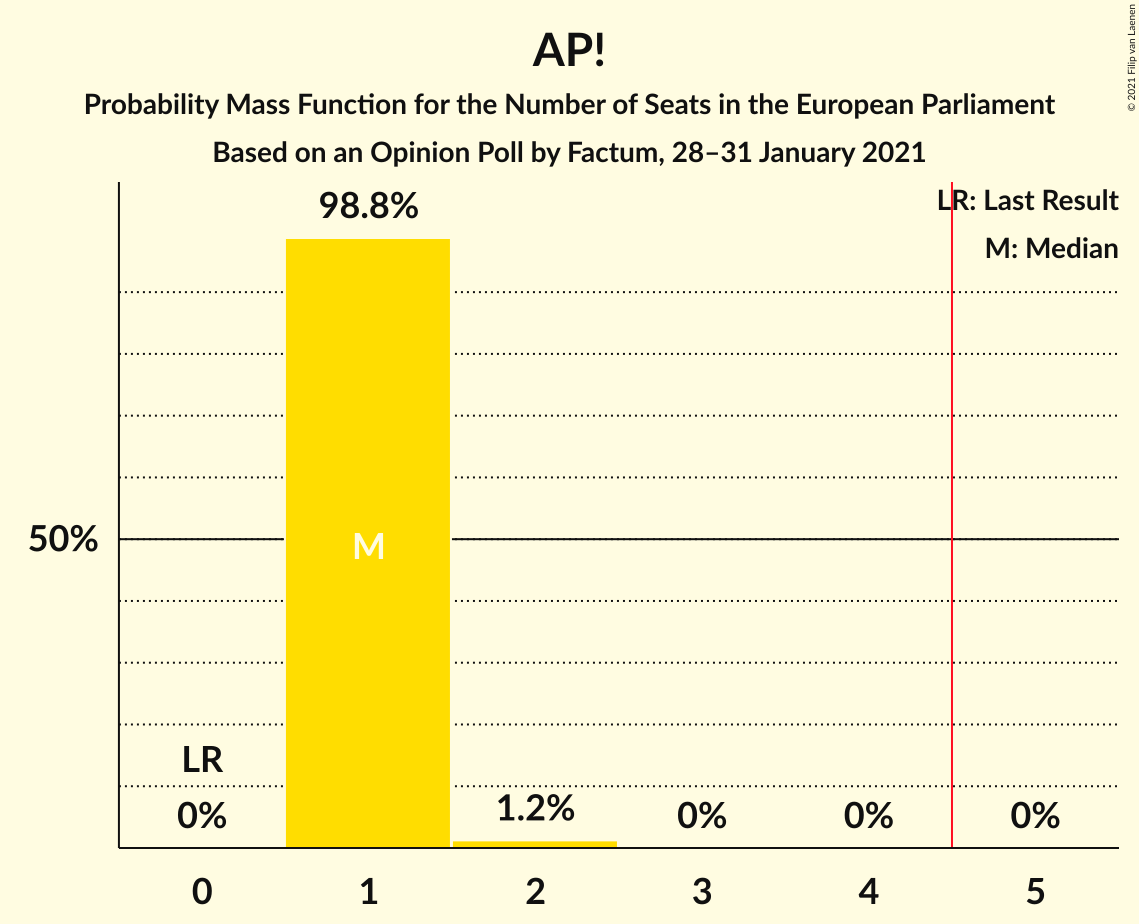 AP!
Probability Mass Function for the Number of Seats in the European Parliament
Based on an Opinion Poll by Factum, 28–31 January 2021
© 2021 Filip van Laenen
LR: Last Result
M: Median
98.8%
50%
M
LR
0%
1.2%
0%
0%
0%
0
1
2
3
4
5